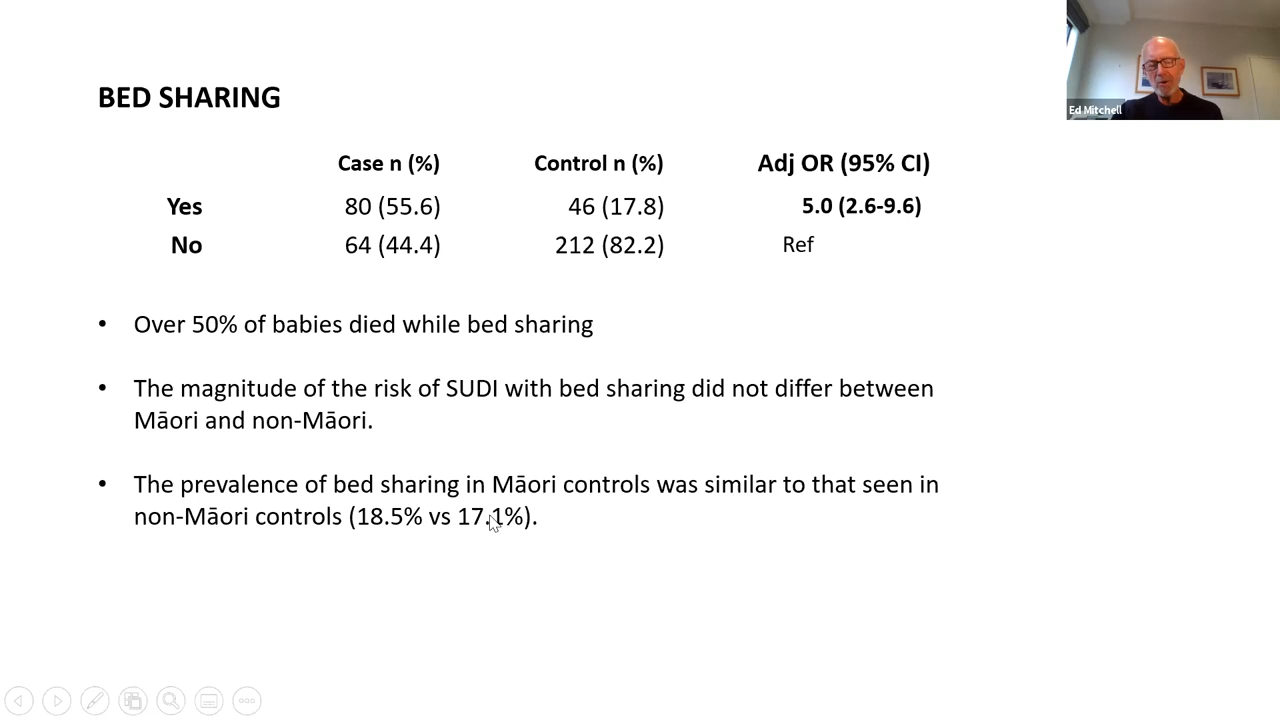 Ed Mitchell
BED SHARING
Case n (%) Control n (%) Adj OR (95% CI)
Yes 80 (55.6) 46 (17.8) 5.0 (2.6-9.6)
No 64 (44.4) 212 (82.2) Ref
• Over 50% of babies died while bed sharing
• The magnitude of the risk of SUDI with bed sharing did not differ between
Māori and non-Māori.
• The prevalence of bed sharing in Māori controls was similar to that seen in
non-Māori controls (18.5% vs 17.1%).